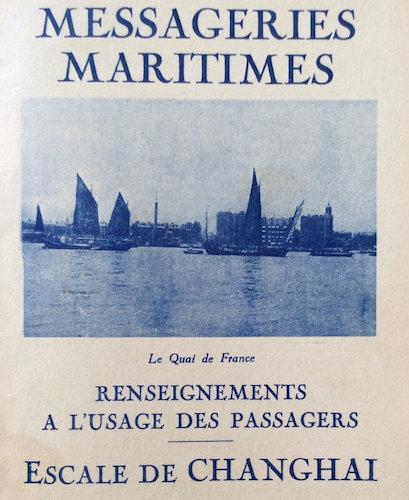 MESSAGERIES
MARITIMES
Le Quai de France
RENSEIGNEMENTS
A L'USAGE DES PASSAGERS
ESCALE DE CHANGHAI